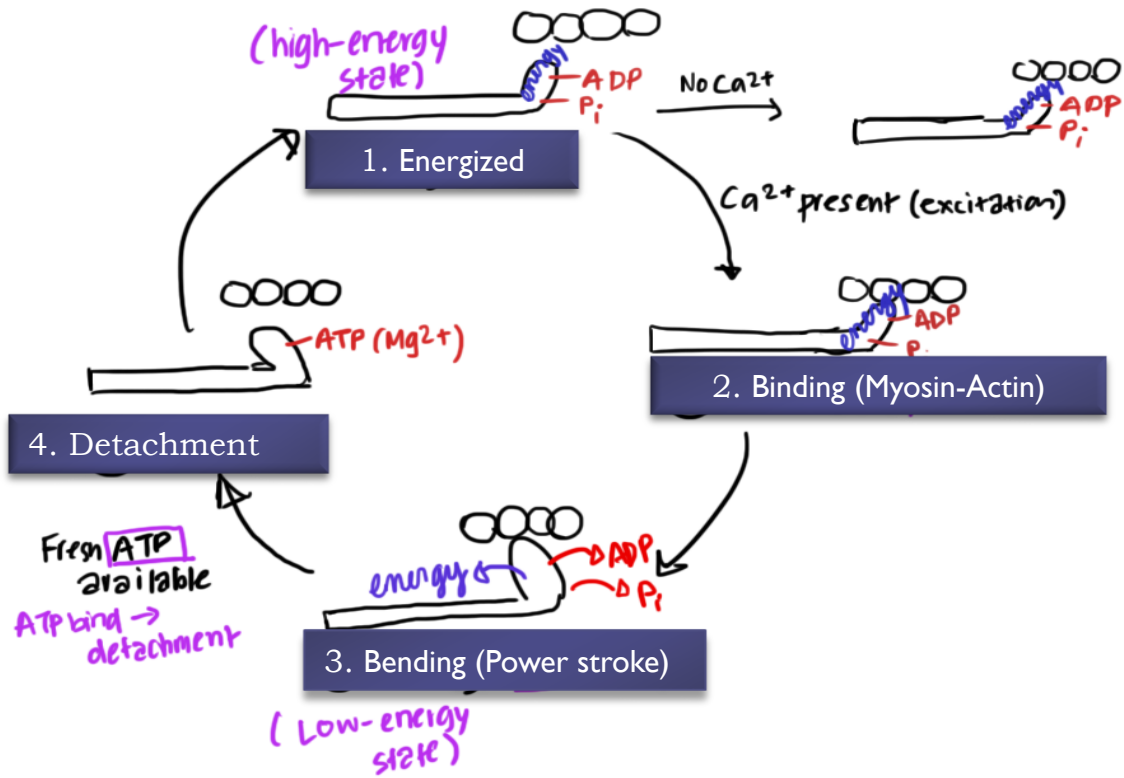 (high-energy
state)
energy
ADP
Pi
1. Energized
No Ca²⁺
energy
ADP
Pi
Ca²⁺ present (excitation)
energy
ADP
P
2. Binding (Myosin-Actin)
energy
ADP
Pi
3. Bending (Power stroke)
(Low-energy
state)
Fresh ATP
available
ATP bind →
detachment
4. Detachment
ATP (Mg²⁺)